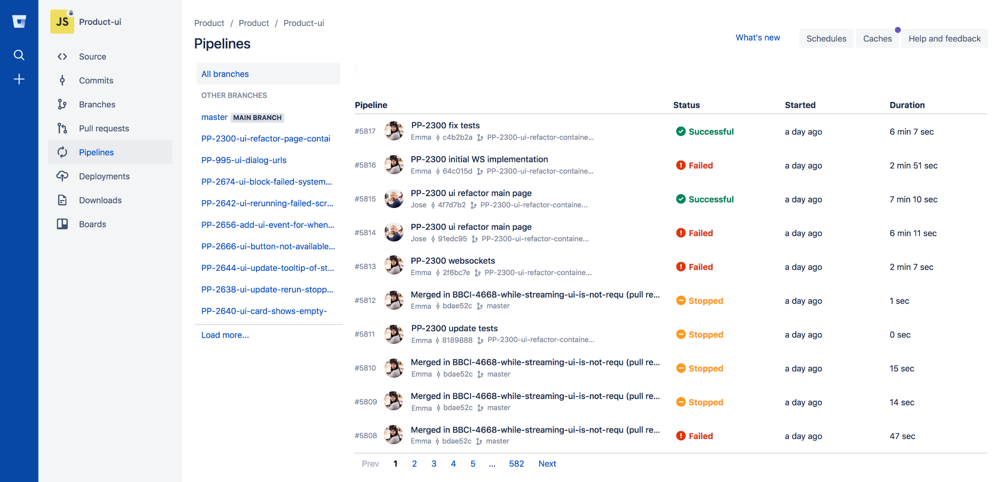 JS Product-ui
Source
Commits
Branches
Pull requests
Pipelines
Deployments
Downloads
Boards
Product / Product / Product-ui
Pipelines
What's new
Schedules
Caches
Help and feedback
All branches
OTHER BRANCHES
master MAIN BRANCH
PP-2300-ui-refactor-page-contai
PP-995-ui-dialog-urls
PP-2674-ui-block-failed-system...
PP-2642-ui-rerunning-failed-scr...
PP-2656-add-ui-event-for-when...
PP-2666-ui-button-not-available...
PP-2644-ui-update-tooltip-of-st...
PP-2638-ui-update-rerun-stopp...
PP-2640-ui-card-shows-empty-
Load more...
Pipeline Status Started Duration
#5817 PP-2300 fix tests Successful a day ago 6 min 7 sec
Emma c4b2b2a PP-2300-ui-refactor-containe...
#5816 PP-2300 initial WS implementation Failed a day ago 2 min 51 sec
Emma 64c015d PP-2300-ui-refactor-containe...
#5815 PP-2300 ui refactor main page Successful a day ago 7 min 10 sec
Jose 4f7d7b2 PP-2300-ui-refactor-containe...
#5814 PP-2300 ui refactor main page Failed a day ago 6 min 11 sec
Jose 91edc95 PP-2300-ui-refactor-containe...
#5813 PP-2300 websockets Failed a day ago 2 min 7 sec
Emma 2f6bc7e PP-2300-ui-refactor-containe...
#5812 Merged in BBCI-4668-while-streaming-ui-is-not-requ (pull re... Stopped a day ago 1 sec
Emma bdae52c master
#5811 PP-2300 update tests Stopped a day ago 0 sec
Emma 8189888 PP-2300-ui-refactor-containe...
#5810 Merged in BBCI-4668-while-streaming-ui-is-not-requ (pull re... Stopped a day ago 15 sec
Emma bdae52c master
#5809 Merged in BBCI-4668-while-streaming-ui-is-not-requ (pull re... Stopped a day ago 14 sec
Emma bdae52c master
#5808 Merged in BBCI-4668-while-streaming-ui-is-not-requ (pull re... Failed a day ago 47 sec
Emma bdae52c master
Prev 1 2 3 4 5 ... 582 Next